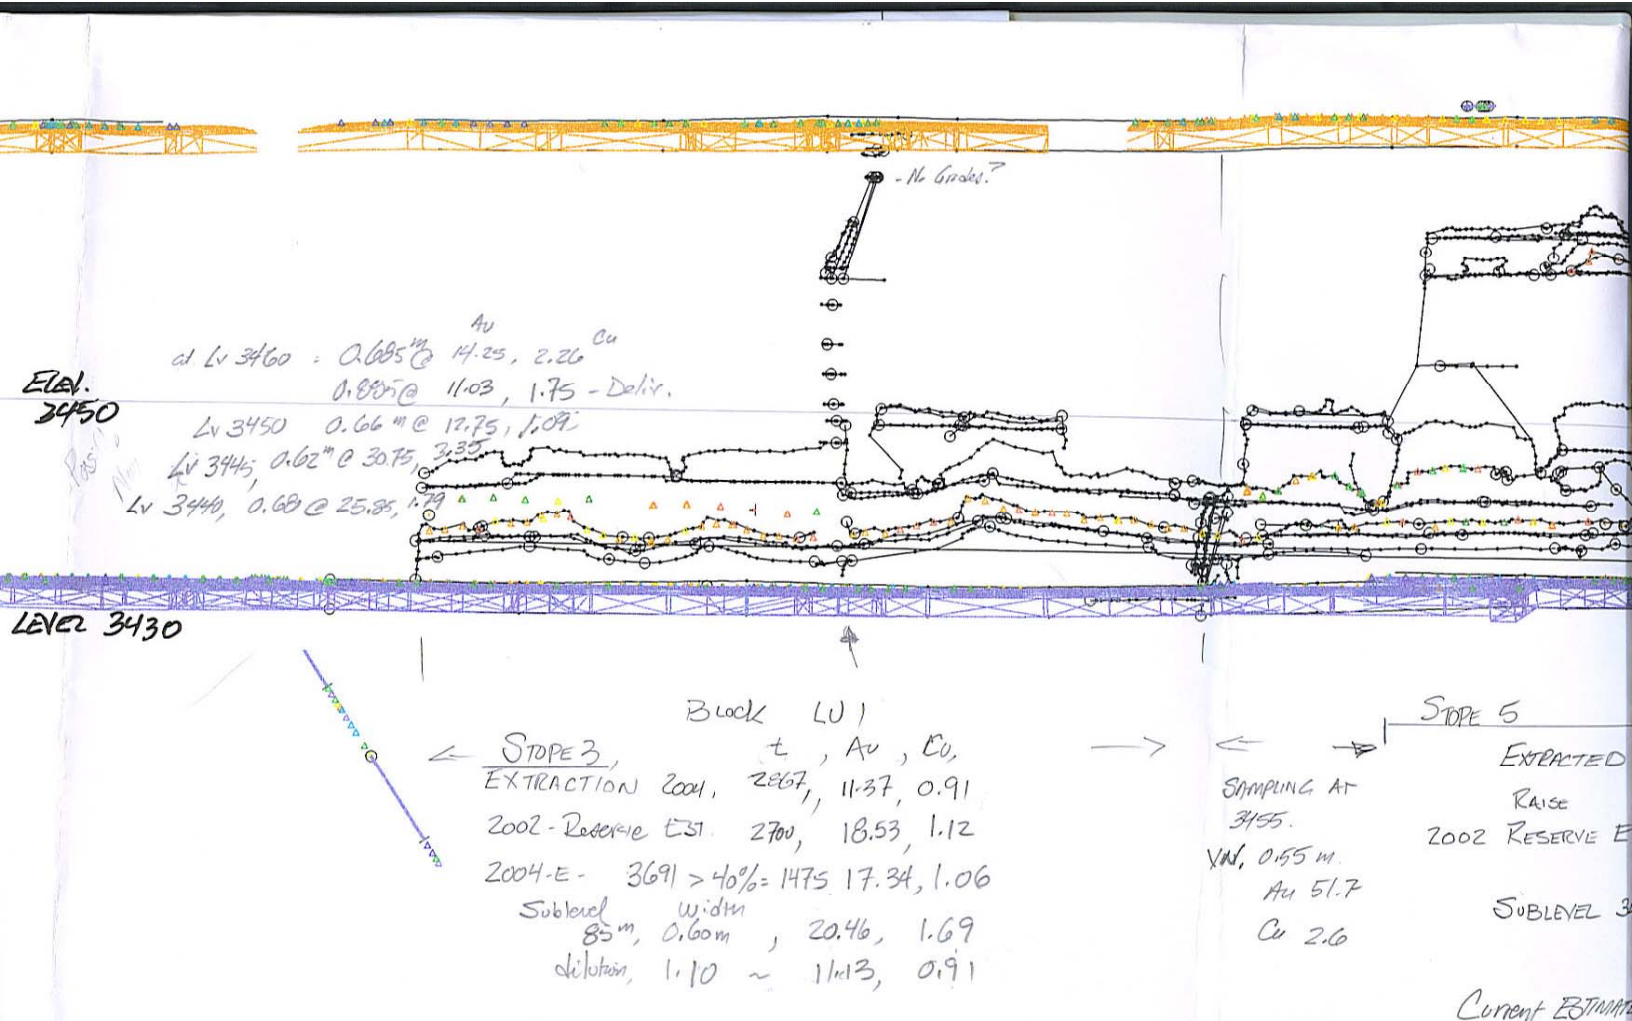 - No Grades?
Au
Cu
at Lv 3460 : 0.685m @ 14.25, 2.26
0.885@ 11.03, 1.75 - Deliv.
ELEV.
3450
Lv 3450 0.66 m @ 12.75, 1.09
Lv 3445, 0.62m @ 30.75, 3.35
Lv 3440, 0.68 @ 25.85, 1.79
LEVEL 3430
BLOCK LU 1
STOPE 3, t, Au, Cu,
EXTRACTION 2004, 2867, 11.37, 0.91
2002-Reserve EST. 2700, 18.53, 1.12
2004-E- 3691 > 40% = 1475 17.34, 1.06
Sublevel Width
85m, 0.60m, 20.46, 1.69
dilution, 1.10 ~ 11.13, 0.91
SAMPLING AT
3455.
0.55 m.
Au 51.7
Cu 2.6
STOPE 5
EXTRACTED
RAISE
2002 RESERVE E
SUBLEVEL 3
Current ESTIMATE